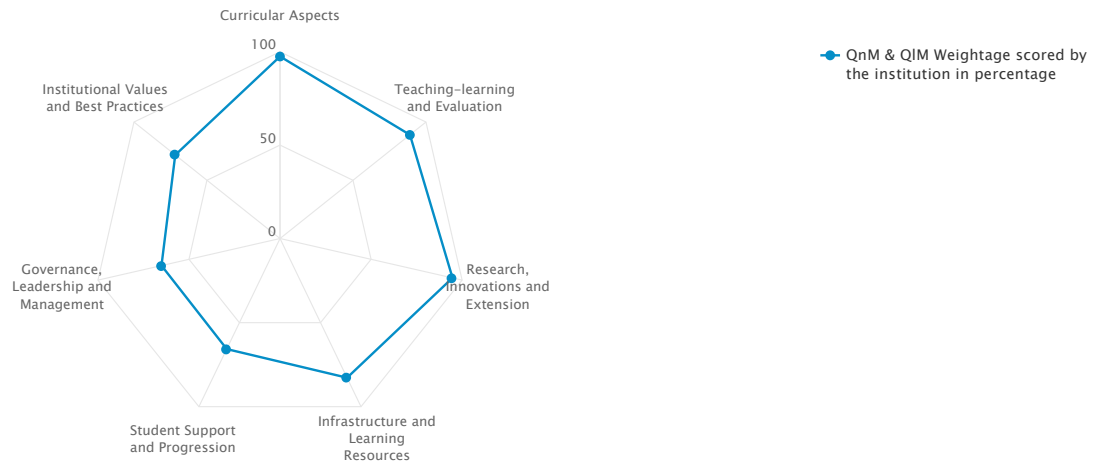 Curricular Aspects
100
50
0
Teaching-learning
and Evaluation
Research,
Innovations and
Extension
Infrastructure and
Learning
Resources
Student Support
and Progression
Governance,
Leadership and
Management
Institutional Values
and Best Practices
QnM & QlM Weightage scored by
the institution in percentage